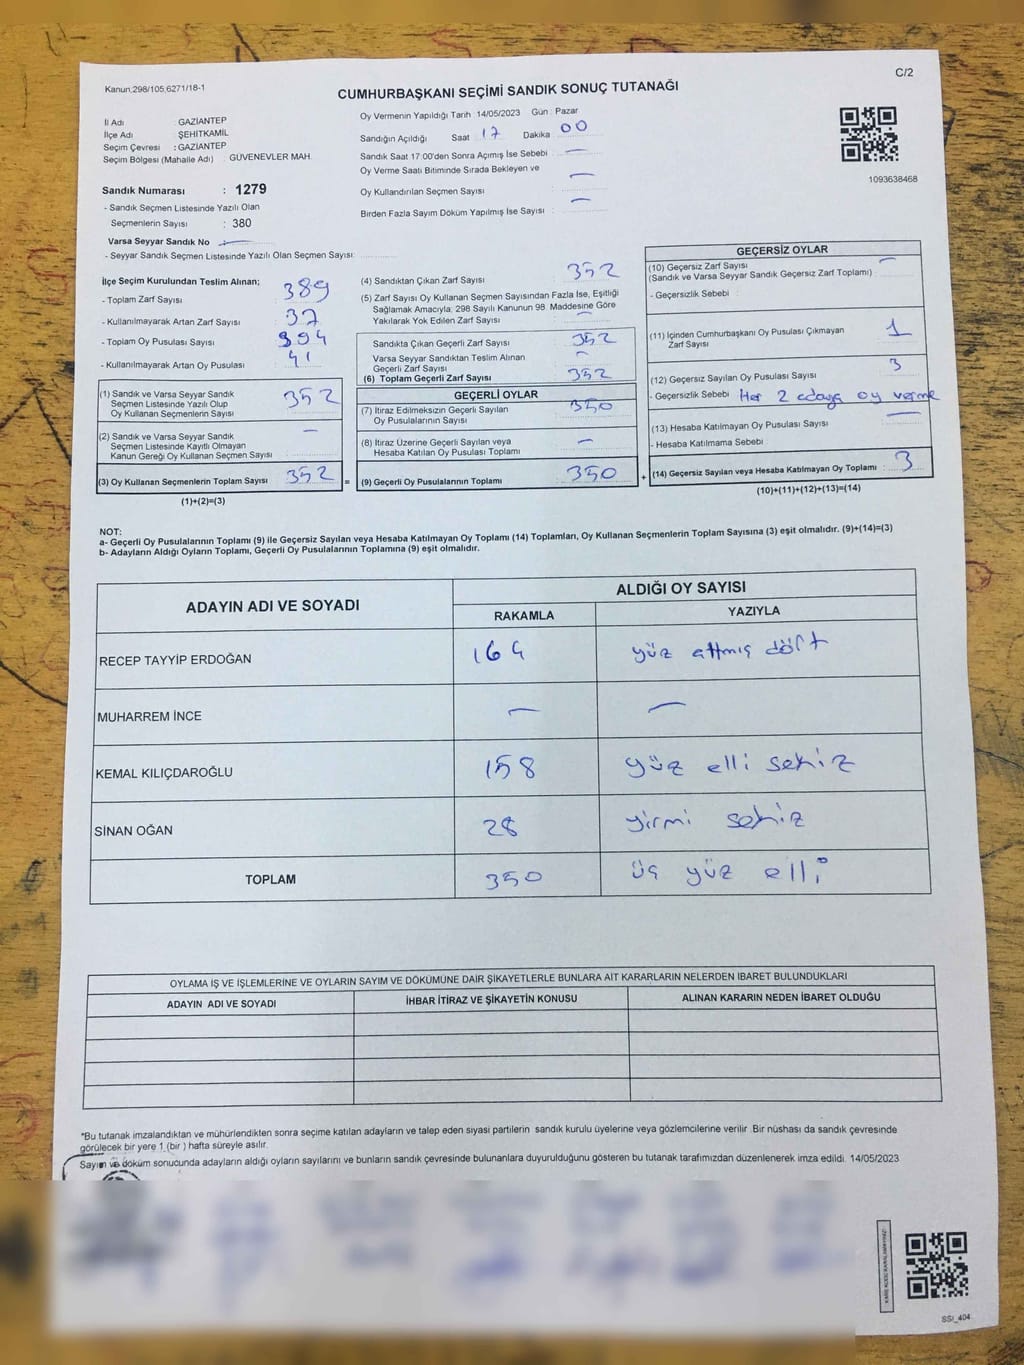 C/2
Kanun,298/105,6271/18-1
CUMHURBAŞKANI SEÇİMİ SANDIK SONUÇ TUTANAĞI
İl Adı : GAZİANTEP
İlçe Adı : ŞEHİTKAMİL
Seçim Çevresi : GAZİANTEP
Seçim Bölgesi (Mahalle Adı) : GÜVENEVLER MAH.
Sandık Numarası : 1279
- Sandık Seçmen Listesinde Yazılı Olan
Seçmenlerin Sayısı : 380
Varsa Seyyar Sandık No —
- Seyyar Sandık Seçmen Listesinde Yazılı Olan Seçmen Sayısı:
Oy Vermenin Yapıldığı Tarih :14/05/2023 Gün : Pazar
Sandığın Açıldığı Saat 17 Dakika 00
Sandık Saat 17:00'den Sonra Açımış İse Sebebi —
Oy Verme Saati Bitiminde Sırada Bekleyen ve
Oy Kullandırılan Seçmen Sayısı —
Birden Fazla Sayım Döküm Yapılmış İse Sayısı : —
1093638468
İlçe Seçim Kurulundan Teslim Alınan;
- Toplam Zarf Sayısı 389
- Kullanılmayarak Artan Zarf Sayısı 37
- Toplam Oy Pusulası Sayısı 394
- Kullanılmayarak Artan Oy Pusulası 41
(1) Sandık ve Varsa Seyyar Sandık
Seçmen Listesinde Yazılı Olup
Oy Kullanan Seçmenlerin Sayısı 352
(2) Sandık ve Varsa Seyyar Sandık
Seçmen Listesinde Kayıtlı Olmayan
Kanun Gereği Oy Kullanan Seçmen Sayısı —
(3) Oy Kullanan Seçmenlerin Toplam Sayısı 352 =
(1)+(2)=(3)
(4) Sandıktan Çıkan Zarf Sayısı 352
(5) Zarf Sayısı Oy Kullanan Seçmen Sayısından Fazla İse, Eşitliği
Sağlamak Amacıyla, 298 Sayılı Kanunun 98. Maddesine Göre
Yakılarak Yok Edilen Zarf Sayısı —
Sandıkta Çıkan Geçerli Zarf Sayısı 352
Varsa Seyyar Sandıktan Teslim Alınan
Geçerli Zarf Sayısı —
(6) Toplam Geçerli Zarf Sayısı 352
GEÇERLİ OYLAR
(7) İtiraz Edilmeksizin Geçerli Sayılan
Oy Pusulalarının Sayısı 350
(8) İtiraz Üzerine Geçerli Sayılan veya
Hesaba Katılan Oy Pusulası Toplamı —
(9) Geçerli Oy Pusulalarının Toplamı 350 +
GEÇERSİZ OYLAR
(10) Geçersiz Zarf Sayısı —
(Sandık ve Varsa Seyyar Sandık Geçersiz Zarf Toplamı)
- Geçersizlik Sebebi :
(11) İçinden Cumhurbaşkanı Oy Pusulası Çıkmayan
Zarf Sayısı 1
(12) Geçersiz Sayılan Oy Pusulası Sayısı 3
- Geçersizlik Sebebi Her 2 adaya oy verme
(13) Hesaba Katılmayan Oy Pusulası Sayısı —
- Hesaba Katılmama Sebebi
(14) Geçersiz Sayılan veya Hesaba Katılmayan Oy Toplamı 3
(10)+(11)+(12)+(13)=(14)
NOT:
a- Geçerli Oy Pusulalarının Toplamı (9) ile Geçersiz Sayılan veya Hesaba Katılmayan Oy Toplamı (14) Toplamları, Oy Kullanan Seçmenlerin Toplam Sayısına (3) eşit olmalıdır. (9)+(14)=(3)
b- Adayların Aldığı Oyların Toplamı, Geçerli Oy Pusulalarının Toplamına (9) eşit olmalıdır.
ADAYIN ADI VE SOYADI ALDIĞI OY SAYISI
RAKAMLA YAZIYLA
RECEP TAYYİP ERDOĞAN 164 yüz altmış dört
MUHARREM İNCE — —
KEMAL KILIÇDAROĞLU 158 yüz elli sekiz
SİNAN OĞAN 28 yirmi sekiz
TOPLAM 350 üç yüz elli
OYLAMA İŞ VE İŞLEMLERİNE VE OYLARIN SAYIM VE DÖKÜMÜNE DAİR ŞİKAYETLERLE BUNLARA AİT KARARLARIN NELERDEN İBARET BULUNDUKLARI
ADAYIN ADI VE SOYADI İHBAR İTİRAZ VE ŞİKAYETİN KONUSU ALINAN KARARIN NEDEN İBARET OLDUĞU
*Bu tutanak imzalandıktan ve mühürlendikten sonra seçime katılan adayların ve talep eden siyasi partilerin sandık kurulu üyelerine veya gözlemcilerine verilir. Bir nüshası da sandık çevresinde
görülecek bir yere 1 (bir ) hafta süreyle asılır.
Sayım ve döküm sonucunda adayların aldığı oyların sayılarını ve bunların sandık çevresinde bulunanlara duyurulduğunu gösteren bu tutanak tarafımızdan düzenlenerek imza edildi. 14/05/2023
KARE KODU KARALAMAYINIZ!
SSI_404